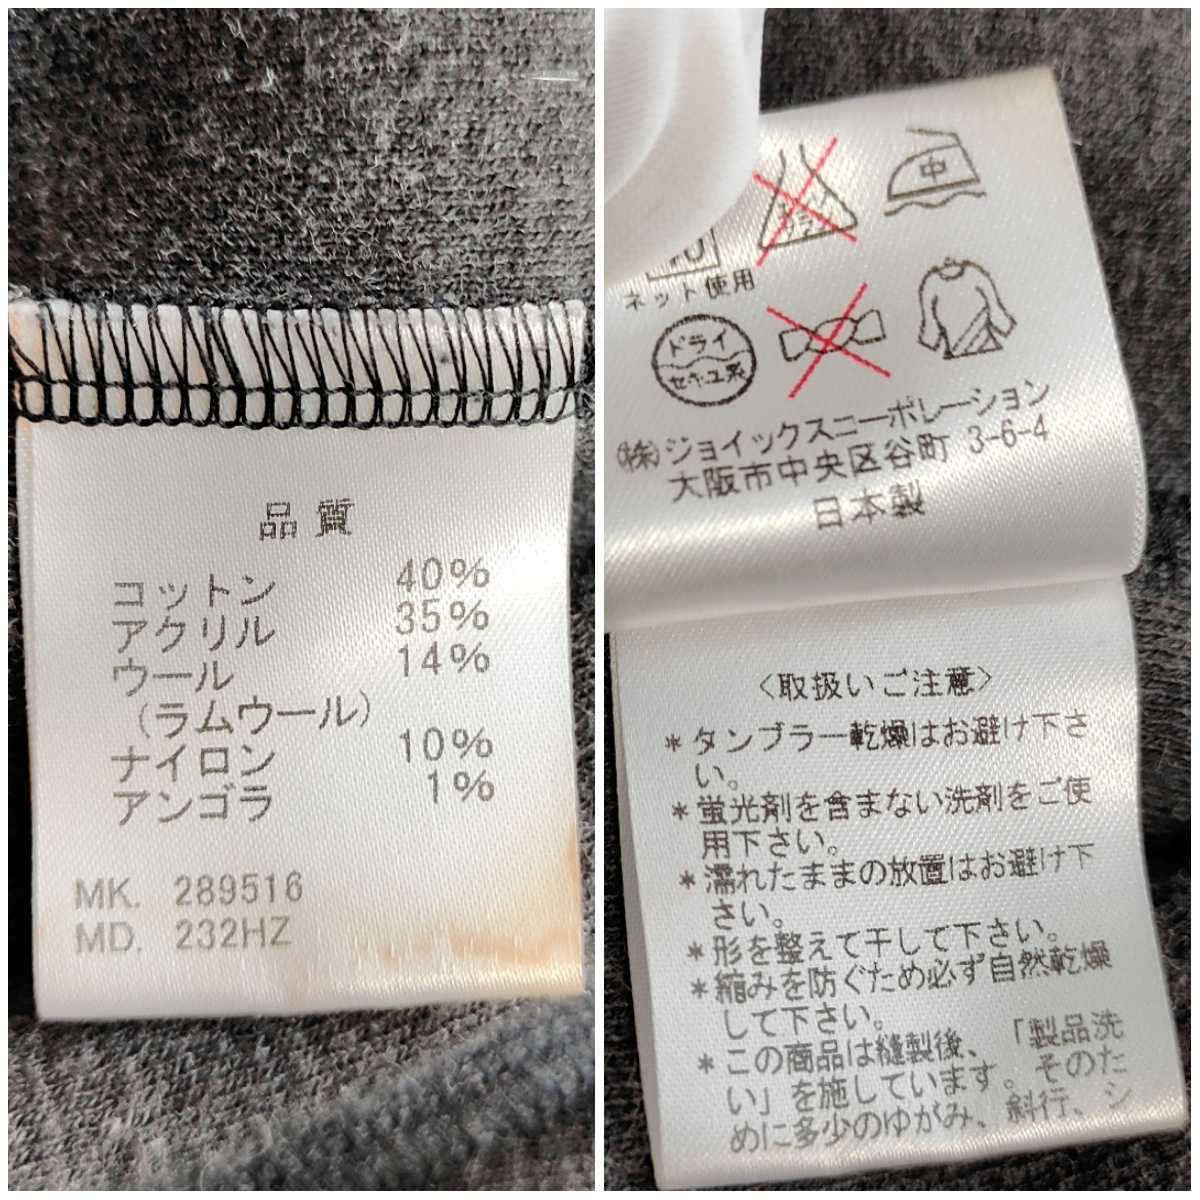 品質
コットン 40%
アクリル 35%
ウール 14%
(ラムウール)
ナイロン 10%
アンゴラ 1%
MK. 289516
MD. 232HZ
中
ネット使用
ドライ
セキユ系
(株)ジョイックスコーポレーション
大阪市中央区谷町 3-6-4
日本製
〈取扱いご注意〉
*タンブラー乾燥はお避け下さ
い。
*蛍光剤を含まない洗剤をご使
用下さい。
*濡れたままの放置はお避け下
さい。
*形を整えて干して下さい。
*縮みを防ぐため必ず自然乾燥
して下さい。
*この商品は縫製後、「製品洗
い」を施しています。そのた
めに多少のゆがみ、斜行、シ